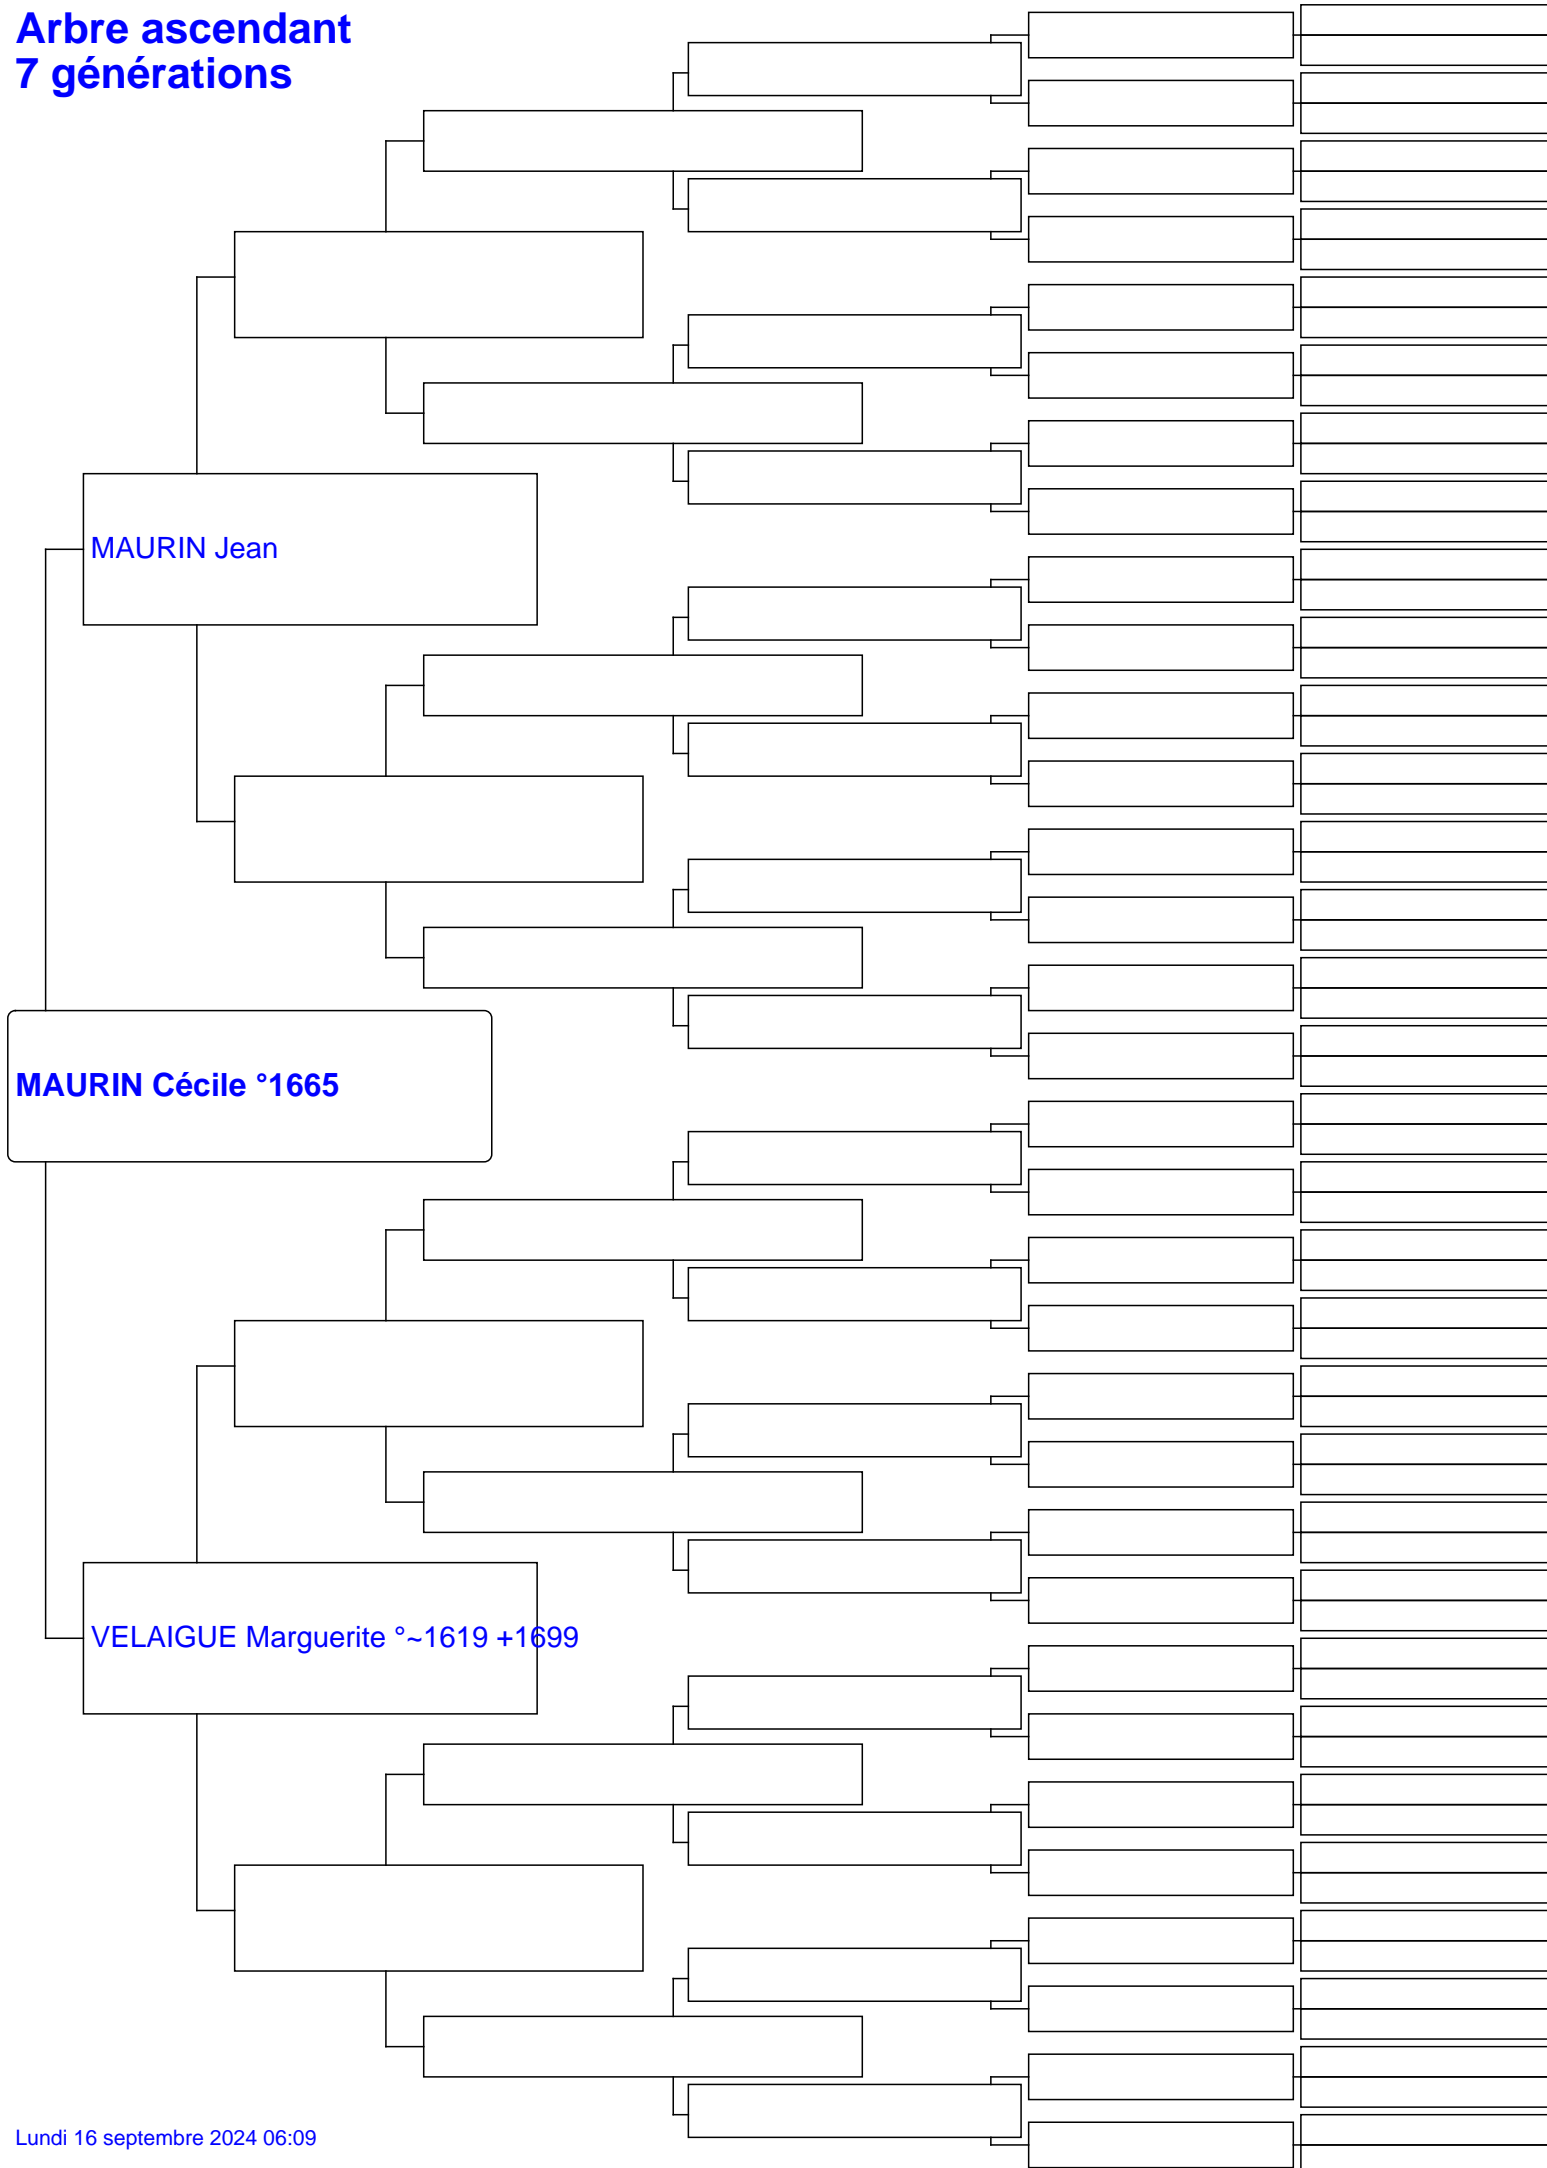 Arbre ascendant
7 générations
MAURIN Jean
MAURIN Cécile °1665
VELAIGUE Marguerite °~1619 +1699
Lundi 16 septembre 2024 06:09